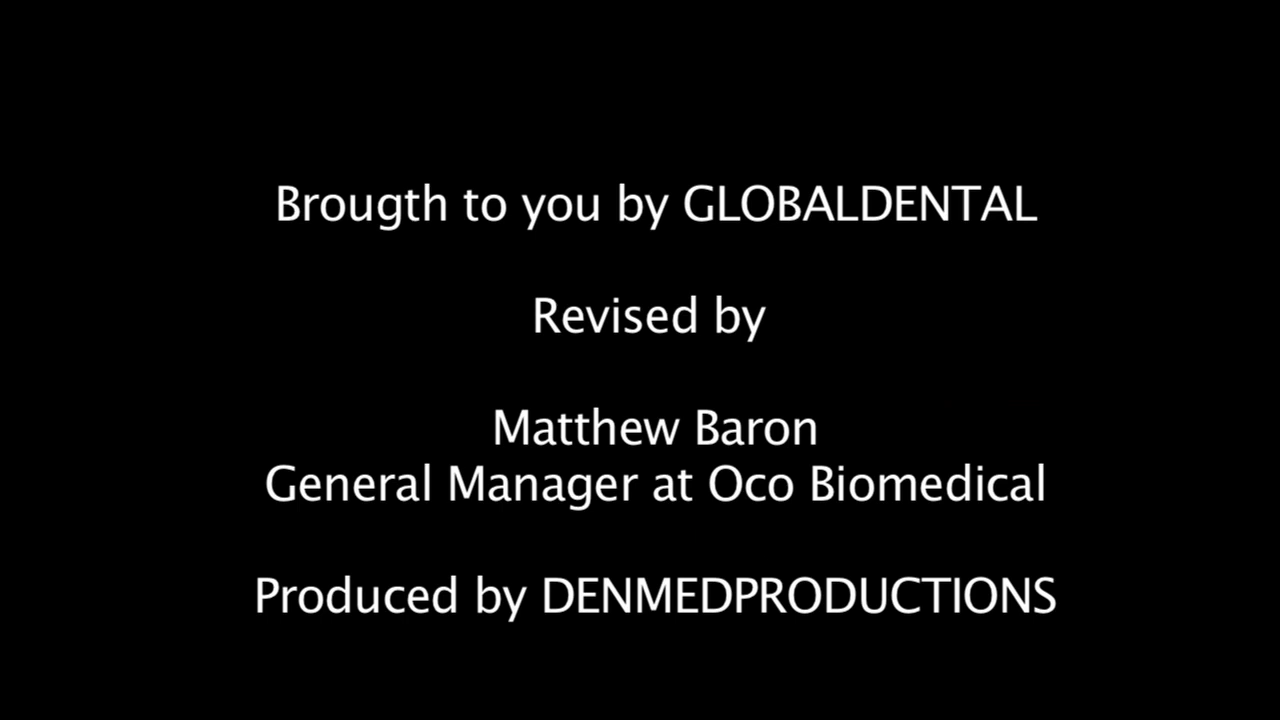 Brougth to you by GLOBALDENTAL
Revised by
Matthew Baron
General Manager at Oco Biomedical
Produced by DENMEDPRODUCTIONS